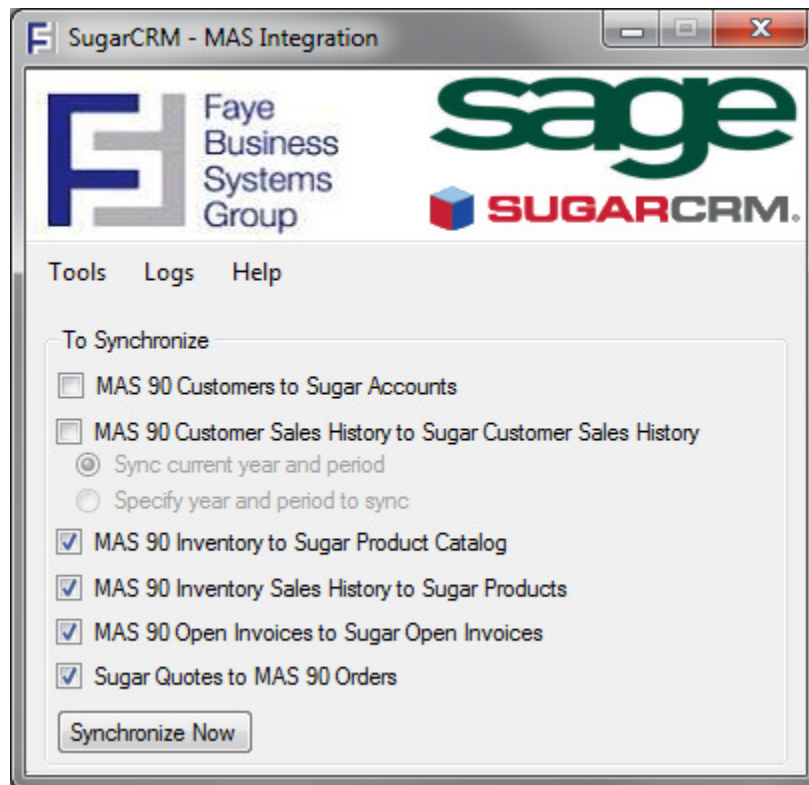 SugarCRM - MAS Integration
Faye
Business
Systems
Group
sage
SUGARCRM.
Tools Logs Help
To Synchronize
MAS 90 Customers to Sugar Accounts
MAS 90 Customer Sales History to Sugar Customer Sales History
Sync current year and period
Specify year and period to sync
MAS 90 Inventory to Sugar Product Catalog
MAS 90 Inventory Sales History to Sugar Products
MAS 90 Open Invoices to Sugar Open Invoices
Sugar Quotes to MAS 90 Orders
Synchronize Now